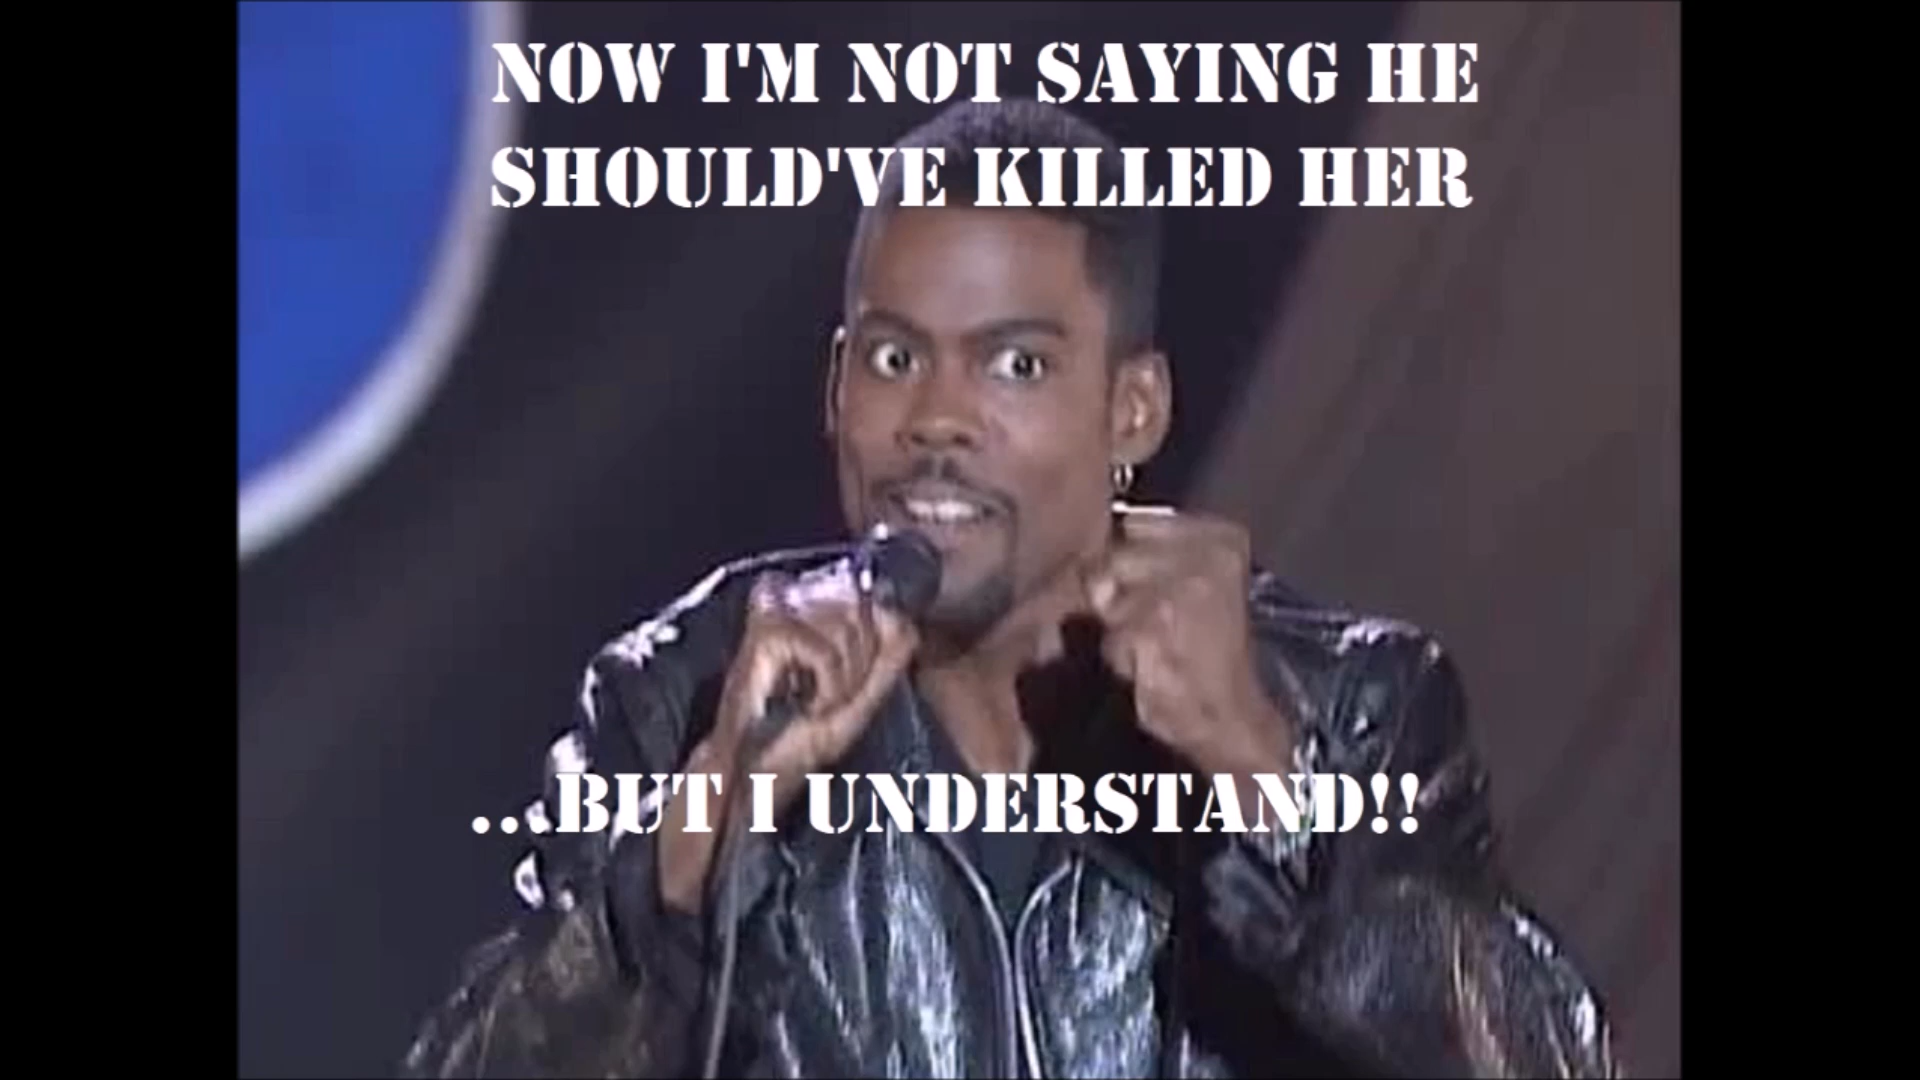 NOW I'M NOT SAYING HE
SHOULD'VE KILLED HER
...BUT I UNDERSTAND!!